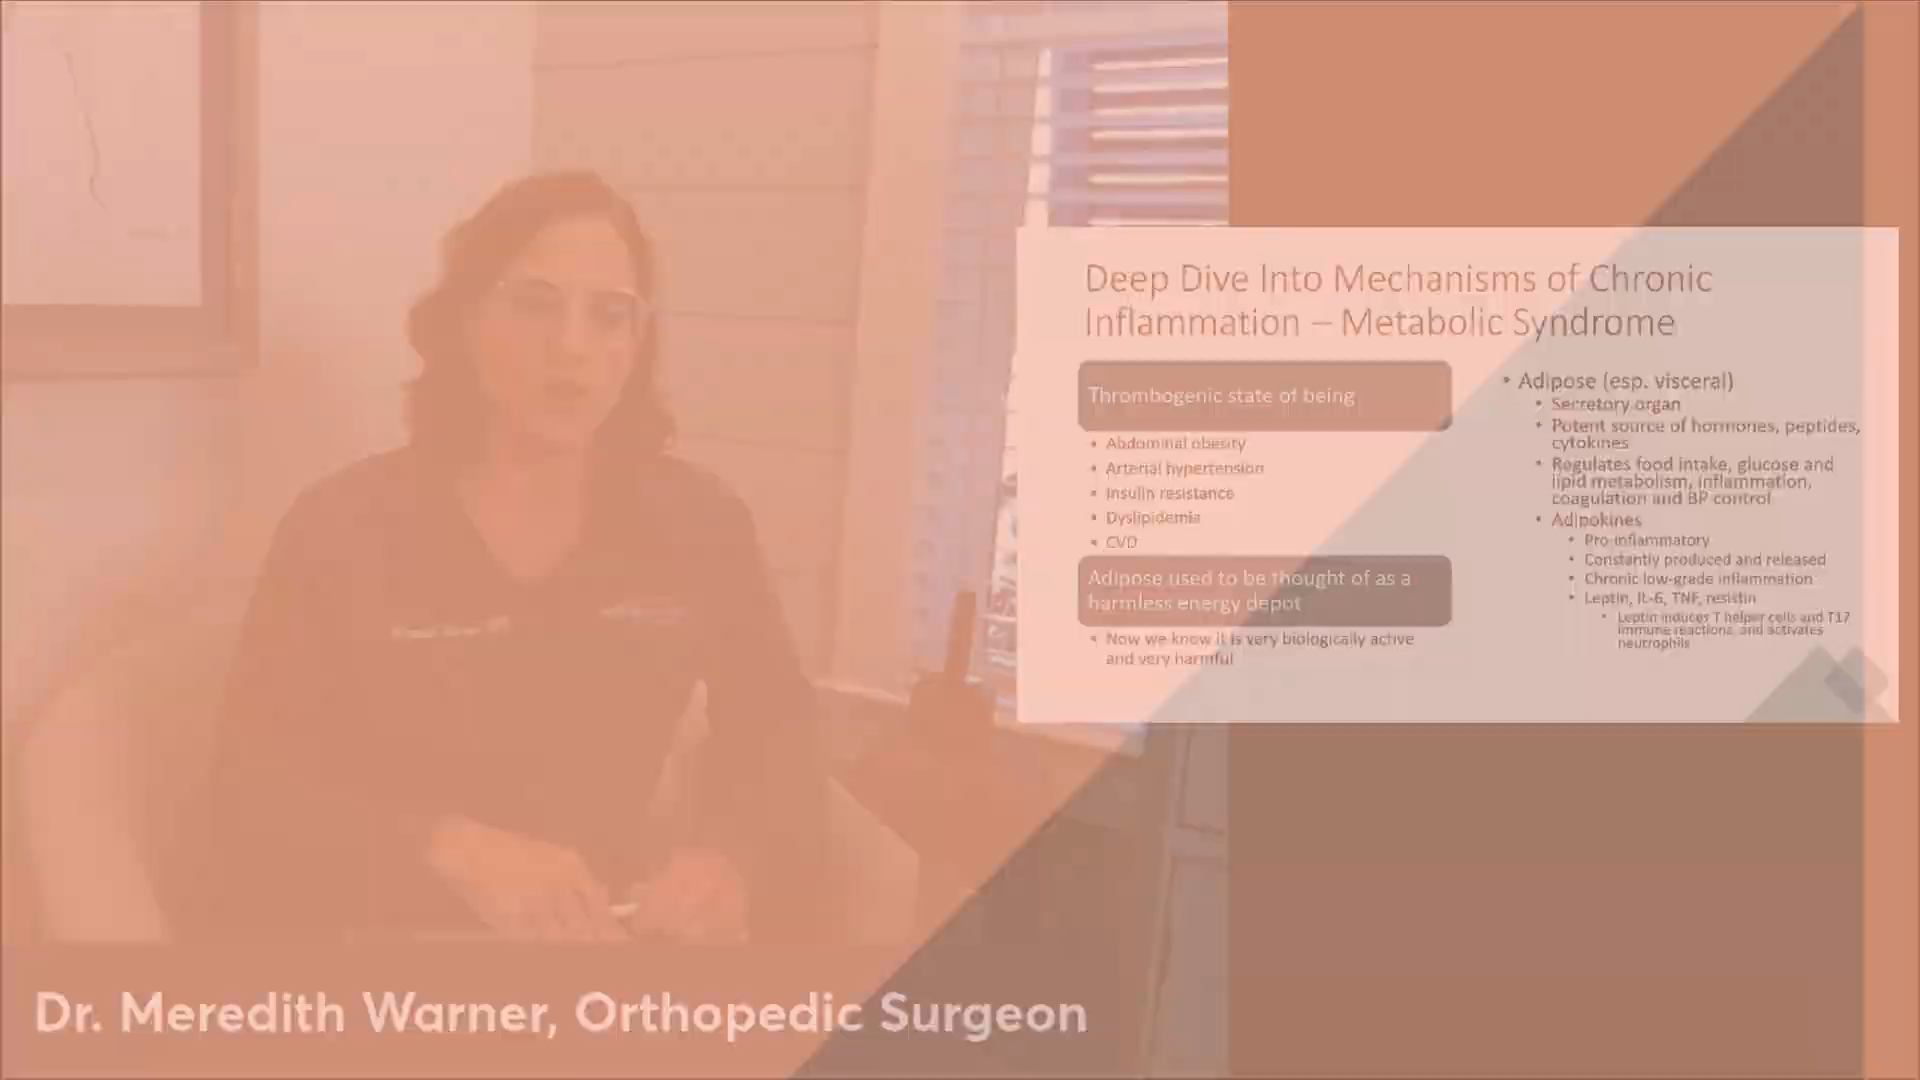 Deep Dive Into Mechanisms of Chronic
Inflammation – Metabolic Syndrome
Thrombogenic state of being
• Abdominal obesity
• Arterial hypertension
• Insulin resistance
• Dyslipidemia
• CVD
Adipose used to be thought of as a
harmless energy depot
• Now we know it is very biologically active
and very harmful
• Adipose (esp. visceral)
• Secretory organ
• Potent source of hormones, peptides,
cytokines
• Regulates food intake, glucose and
lipid metabolism, inflammation,
coagulation and BP control
• Adipokines
• Pro-inflammatory
• Constantly produced and released
• Chronic low-grade inflammation
• Leptin, IL-6, TNF, resistin
• Leptin induces T helper cells and T17
immune reactions, and activates
neutrophils
Dr. Meredith Warner, Orthopedic Surgeon